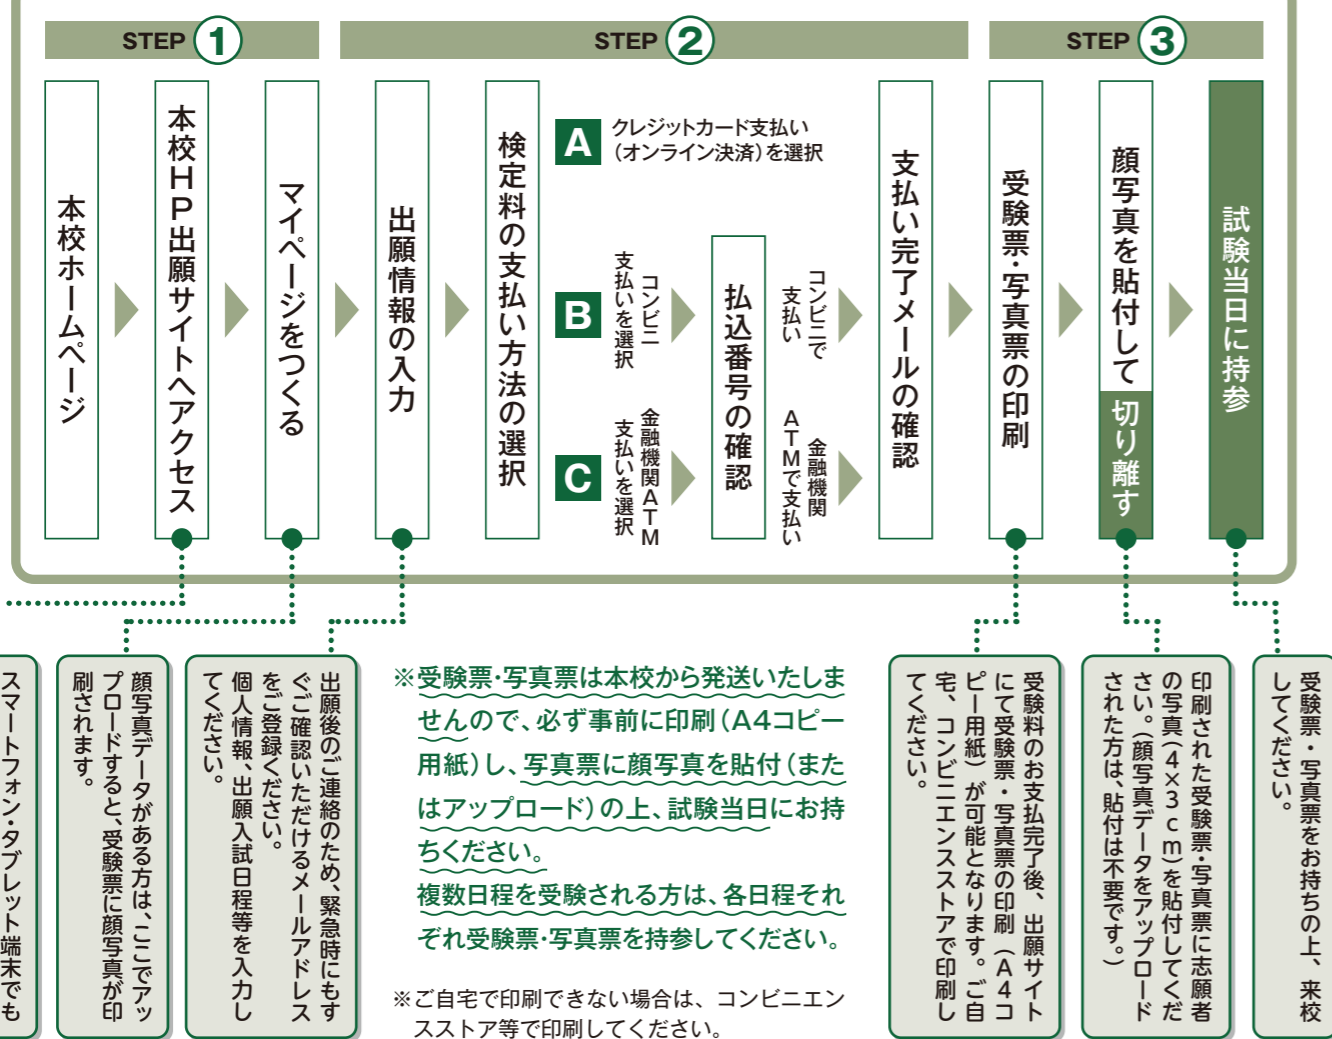 STEP 1
STEP 2
STEP 3
本校ホームページ
本校HP出願サイトへアクセス
マイページをつくる
出願情報の入力
検定料の支払い方法の選択
A
クレジットカード支払い
（オンライン決済）を選択
B
コンビニ
支払いを選択
C
金融機関ATM
支払いを選択
払込番号の確認
コンビニで
支払い
金融機関
ATMで支払い
支払い完了メールの確認
受験票・写真票の印刷
顔写真を貼付して
切り離す
試験当日に持参
スマートフォン・タブレット端末でも
顔写真データがある方は、ここでアッ
プロードすると、受験票に顔写真が印
刷されます。
出願後のご連絡のため、緊急時にもす
ぐご確認いただけるメールアドレス
をご登録ください。
個人情報、出願入試日程等を入力し
てください。
※受験票・写真票は本校から発送いたしま
せんので、必ず事前に印刷（A4コピー
用紙）し、写真票に顔写真を貼付（また
はアップロード）の上、試験当日にお持
ちください。
複数日程を受験される方は、各日程それ
ぞれ受験票・写真票を持参してください。
※ご自宅で印刷できない場合は、コンビニエン
スストア等で印刷してください。
受験料のお支払完了後、出願サイト
にて受験票・写真票の印刷（A4コ
ピー用紙）が可能となります。ご自
宅、コンビニエンスストアで印刷し
てください。
印刷された受験票・写真票に志願者
の写真（4×3cm）を貼付してくだ
さい。（顔写真データをアップロード
された方は、貼付は不要です。）
受験票・写真票をお持ちの上、来校
してください。